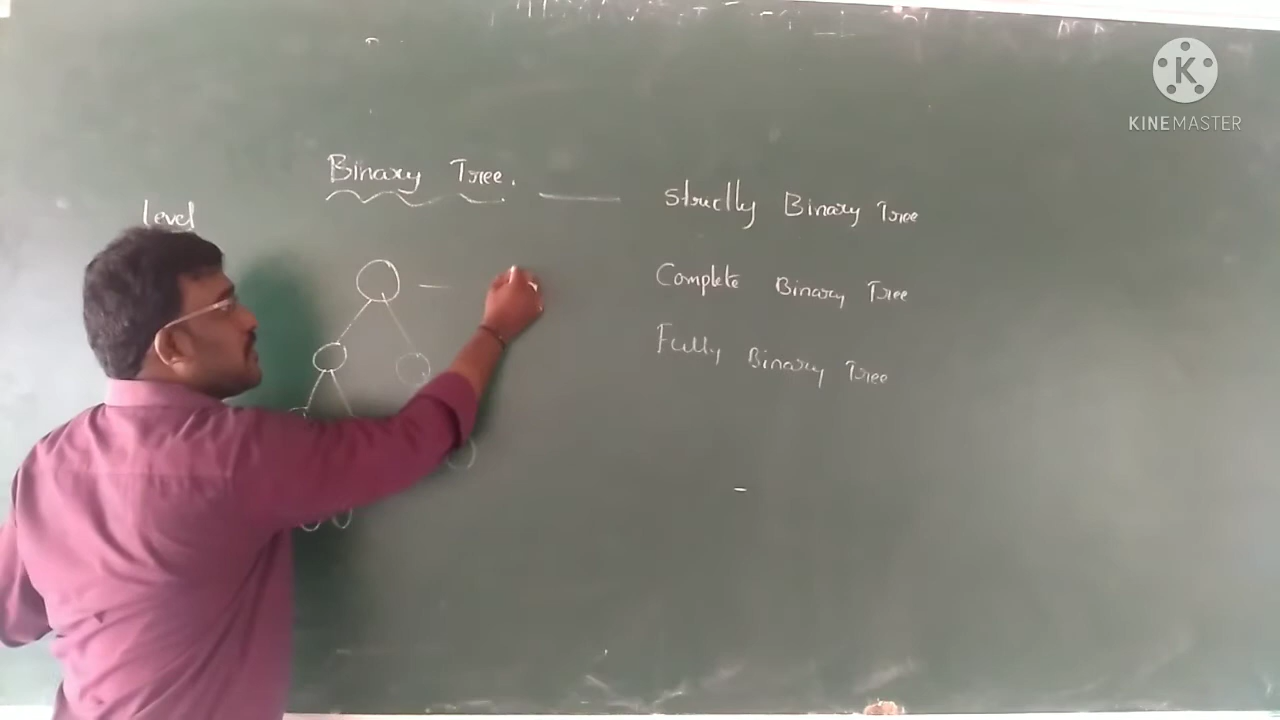 KINEMASTER
Binary Tree.
Strictly Binary Tree
level
Complete Binary Tree
Fully Binary Tree